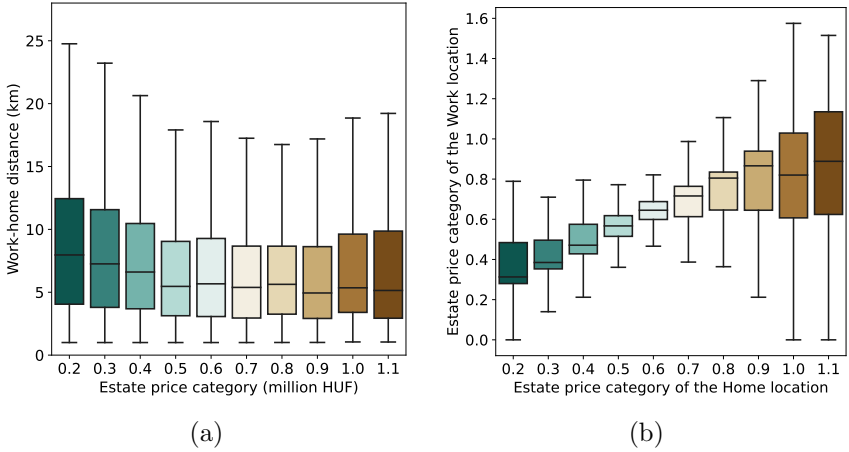 25
20
15
10
5
0
Work-home distance (km)
0.2 0.3 0.4 0.5 0.6 0.7 0.8 0.9 1.0 1.1
Estate price category (million HUF)
(a)
1.6
1.4
1.2
1.0
0.8
0.6
0.4
0.2
0.0
Estate price category of the Work location
0.2 0.3 0.4 0.5 0.6 0.7 0.8 0.9 1.0 1.1
Estate price category of the Home location
(b)